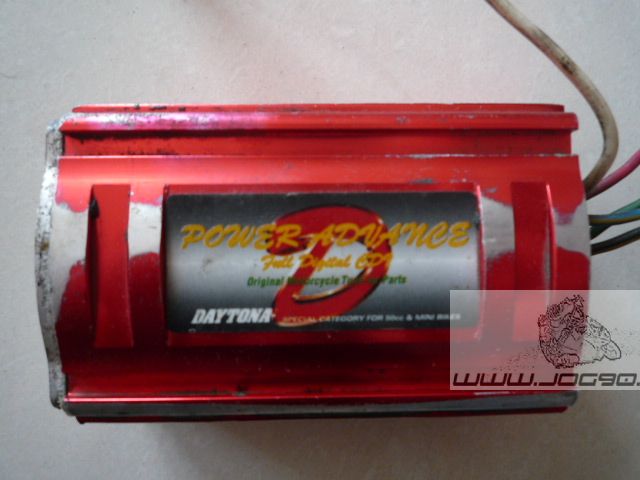 POWER ADVANCE
Full Digital CDI
Original Motorcycle Tuning Parts
DAYTONA
SPECIAL CATEGORY FOR 50cc & MINI BIKES
WWW.JOG90.